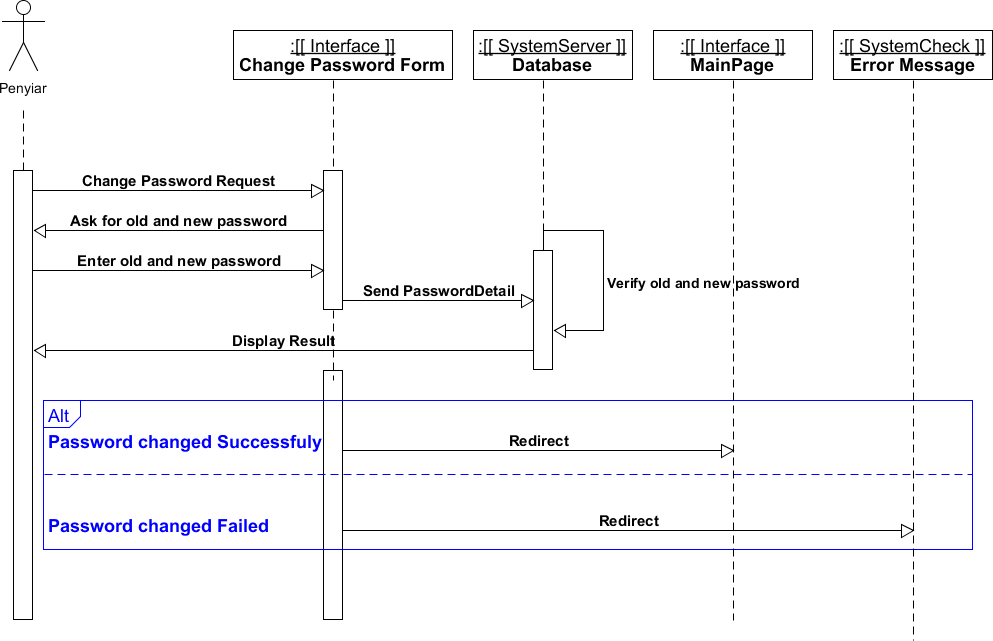 :[[ Interface ]]
Change Password Form
:[[ SystemServer ]]
Database
:[[ Interface ]]
MainPage
:[[ SystemCheck ]]
Error Message
Penyiar
Change Password Request
Ask for old and new password
Enter old and new password
Send PasswordDetail
Verify old and new password
Display Result
Alt
Password changed Successfuly
Redirect
Password changed Failed
Redirect